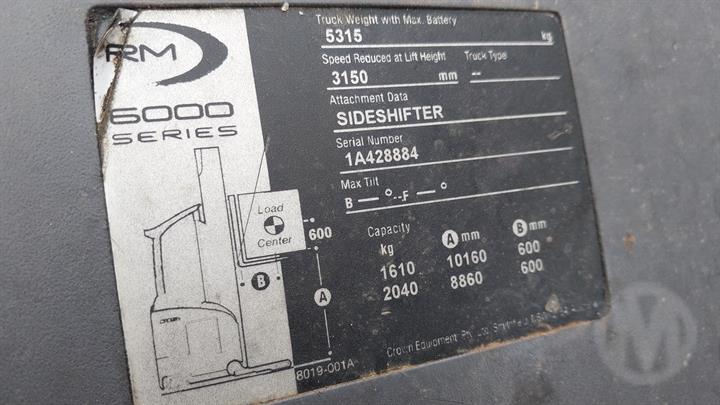 RM
6000
SERIES
Load
Center
600
B
A
8019-001A
Truck Weight with Max. Battery
5315 kg
Speed Reduced at Lift Height Truck Type
3150 mm --
Attachment Data
SIDESHIFTER
Serial Number
1A428884
Max Tilt
B — º--F — º
Capacity A mm B mm
kg
1610 10160 600
2040 8860 600
Crown Equipment Pty. Ltd.
M